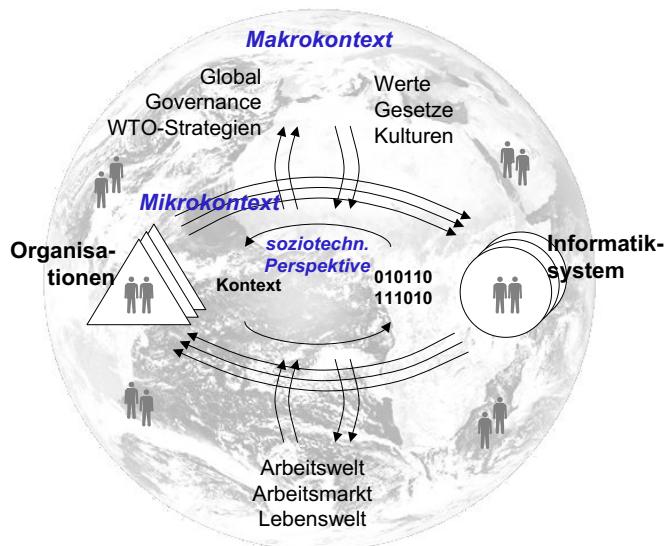 Makrokontext
Global
Governance
WTO-Strategien
Werte
Gesetze
Kulturen
Mikrokontext
Organisa-
tionen
soziotechn.
Perspektive
Kontext
010110
111010
Informatik-
system
Arbeitswelt
Arbeitsmarkt
Lebenswelt